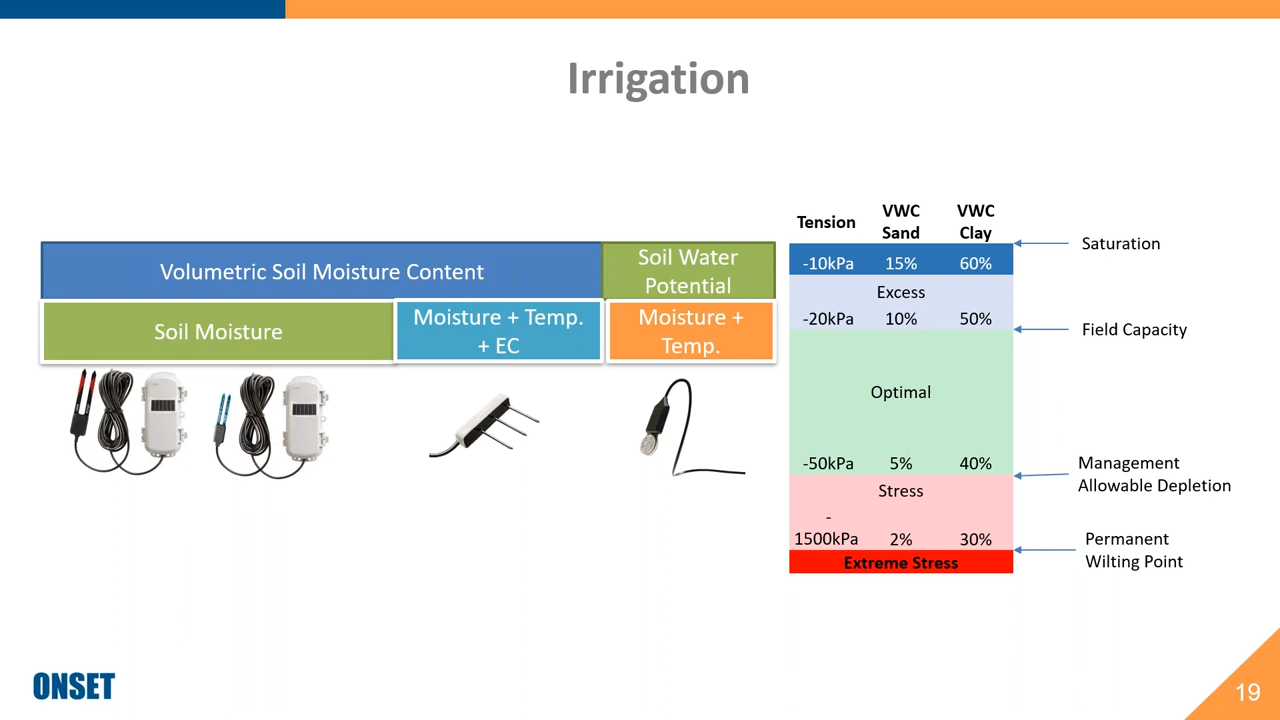 Irrigation
Volumetric Soil Moisture Content
Soil Water
Potential
Soil Moisture
Moisture + Temp.
+ EC
Moisture +
Temp.
Tension
VWC
Sand
VWC
Clay
-10kPa 15% 60%
Excess
-20kPa 10% 50%
Optimal
-50kPa 5% 40%
Stress
-
1500kPa 2% 30%
Extreme Stress
Saturation
Field Capacity
Management
Allowable Depletion
Permanent
Wilting Point
ONSET
19